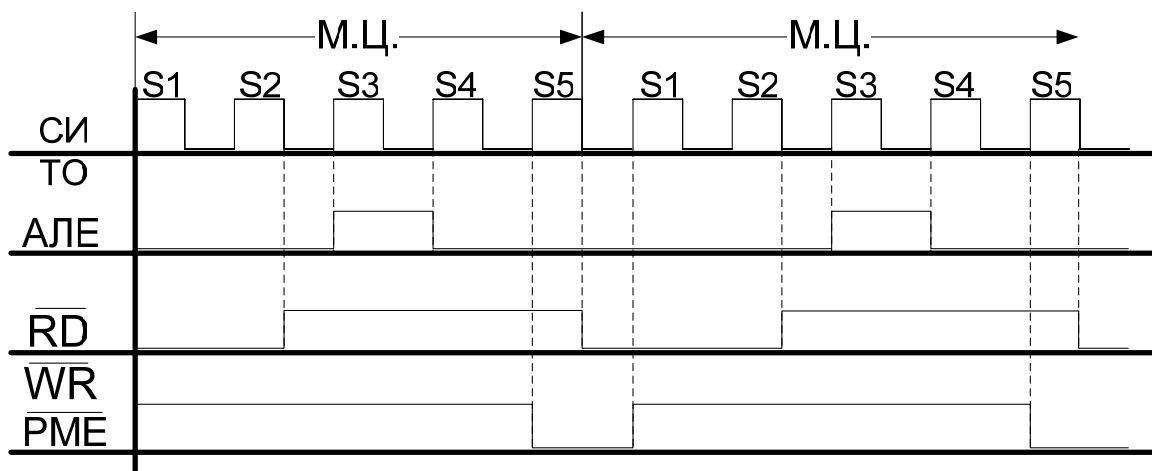 М.Ц. М.Ц.
S1 S2 S3 S4 S5 S1 S2 S3 S4 S5
СИ
ТО
АЛЕ
RD
WR
PME